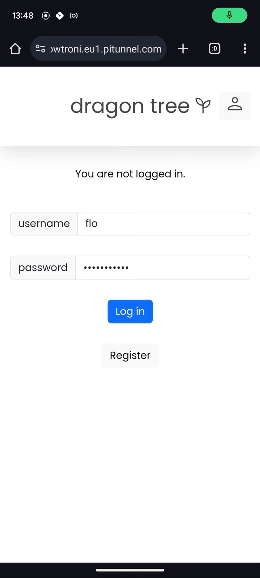 13:48
owtroni.eu1.pitunnel.com
:D
dragon tree
You are not logged in.
username flo
password •••••••••••
Log in
Register